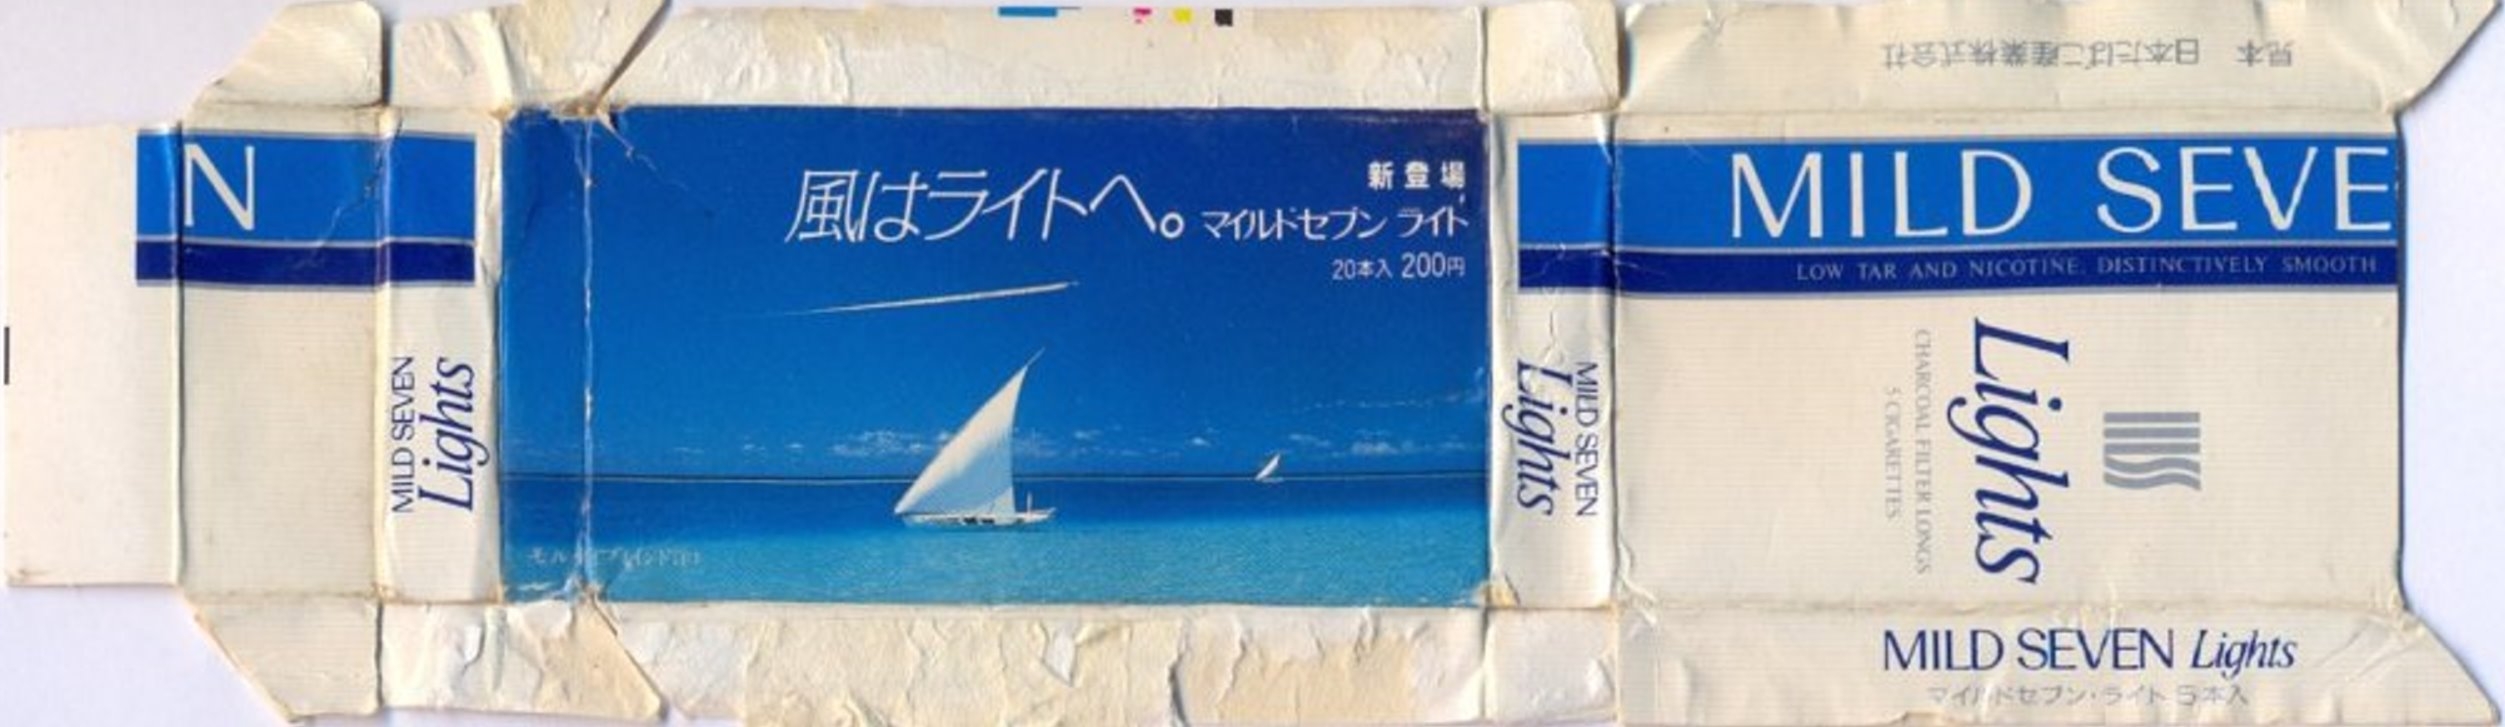 見本 日本たばこ産業株式会社
N
MILD SEVEN
Lights
風はライトへ。
新登場
マイルドセブン ライト
20本入 200円
MILD SEVEN
Lights
MILD SEVE
LOW TAR AND NICOTINE. DISTINCTIVELY SMOOTH
Lights
CHARCOAL FILTER LONGS
5 CIGARETTES
MILD SEVEN Lights
マイルドセブン・ライト 5本入